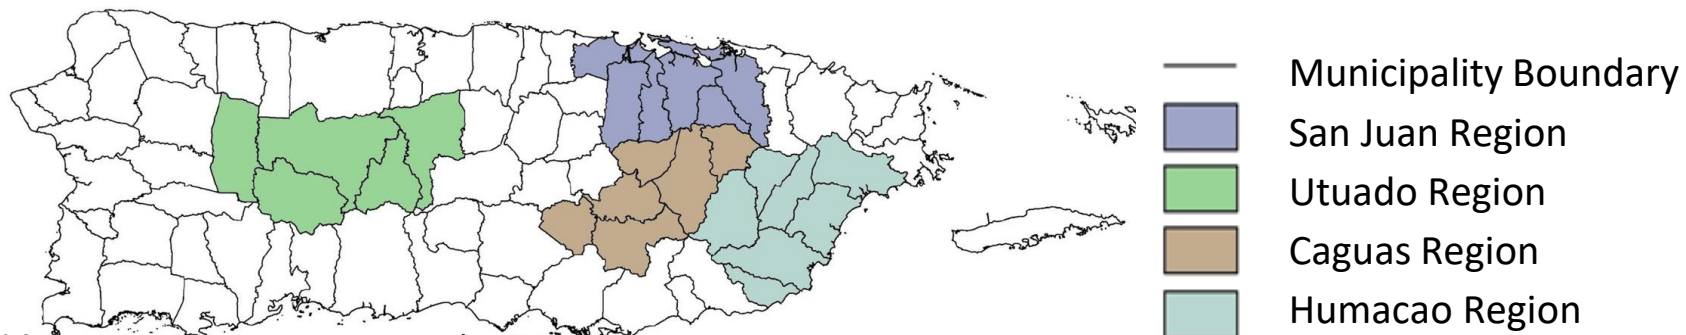 Municipality Boundary
San Juan Region
Utuado Region
Caguas Region
Humacao Region